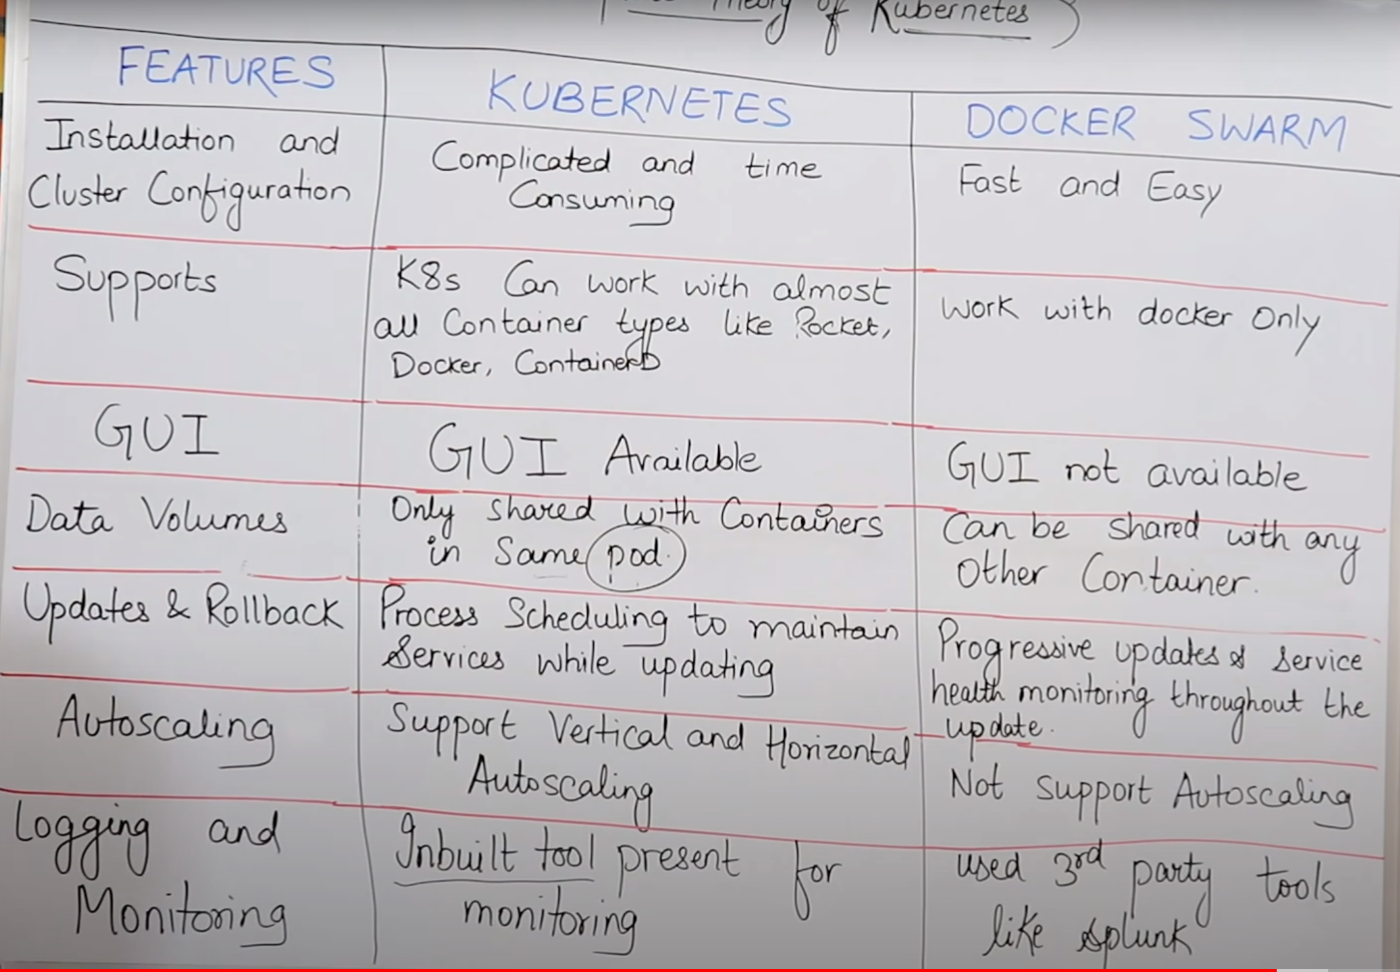 Theory of Kubernetes )
FEATURES
KUBERNETES
DOCKER SWARM
Installation and
Cluster Configuration
Complicated and time
Consuming
Fast and Easy
Supports
K8s Can work with almost
all Container types like Rocket,
Docker, ContainerD
Work with docker Only
GUI
GUI Available
GUI not available
Data Volumes
Only shared with Containers
in Same pod.
Can be shared with any
Other Container.
Updates & Rollback
Process Scheduling to maintain
Services while updating
Progressive updates & Service
health monitoring throughout the
update.
Autoscaling
Support Vertical and Horizontal
Autoscaling
Not support Autoscaling
Logging and
Monitoring
Inbuilt tool present for
monitoring
used 3rd party tools
like splunk